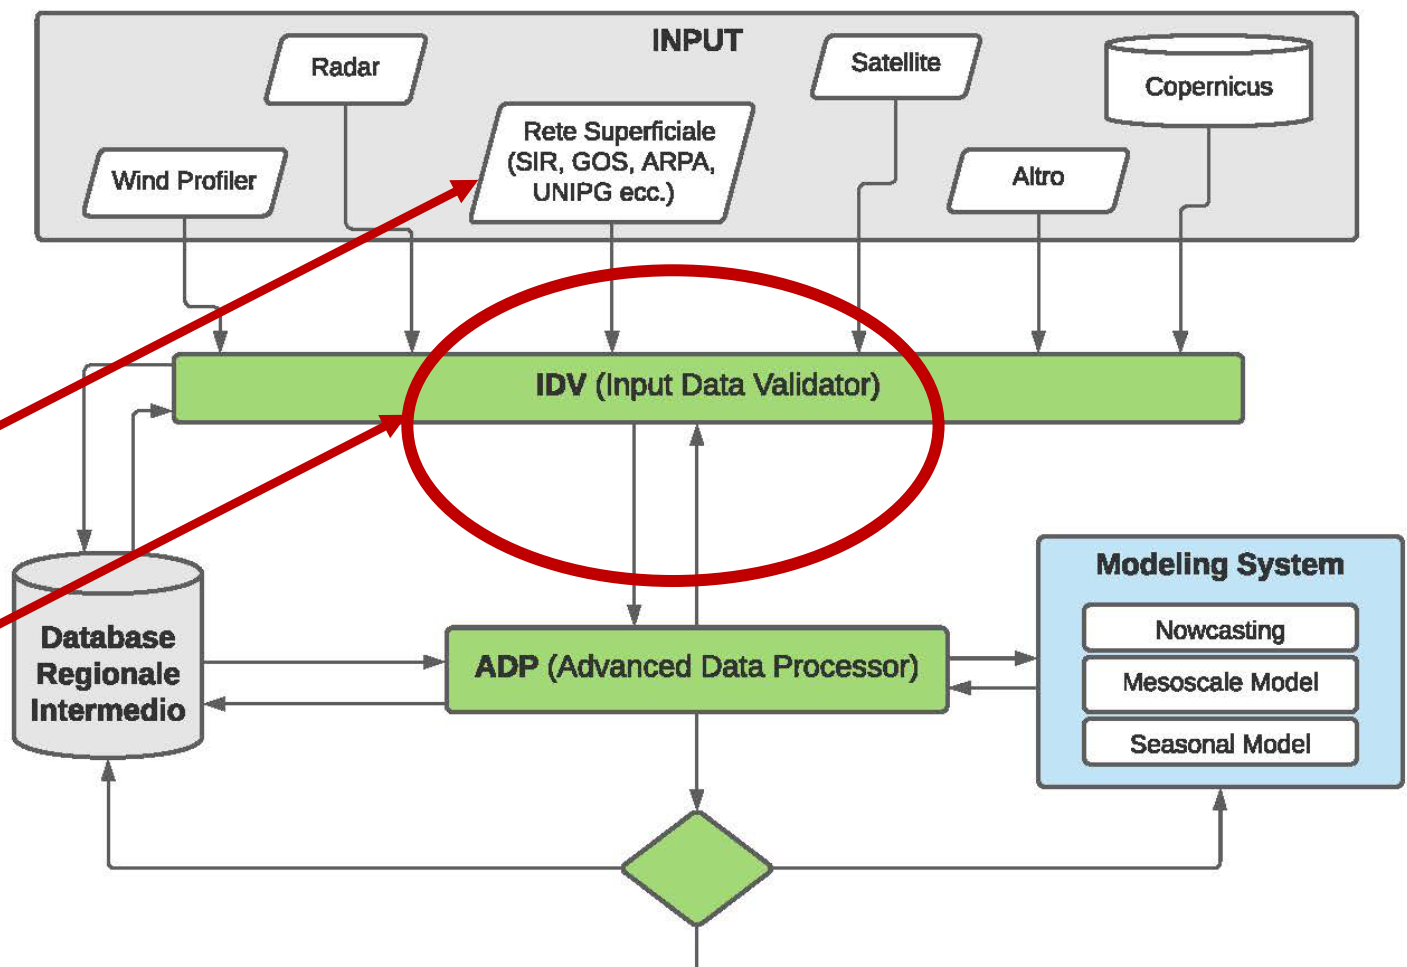 INPUT
Radar
Satellite
Copernicus
Rete Superficiale
(SIR, GOS, ARPA,
UNIPG ecc.)
Wind Profiler
Altro
IDV (Input Data Validator)
Database
Regionale
Intermedio
ADP (Advanced Data Processor)
Modeling System
Nowcasting
Mesoscale Model
Seasonal Model